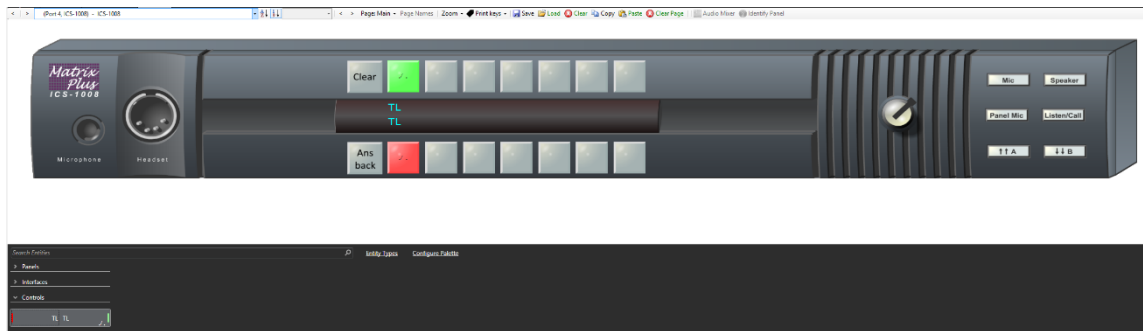 < > (Port 4, ICS-1008) - ICS-1008 < > Page: Main Page Names Zoom Print keys Save Load Clear Copy Paste Clear Page Audio Mixer Identify Panel
Matrix
Plus
ICS-1008
Microphone
Headset
Clear
TL
TL
Ans
back
Mic Speaker
Panel Mic Listen/Call
↑↑ A ↓↓ B
Search Entities Entity Types Configure Palette
> Panels
> Interfaces
Controls
TL TL